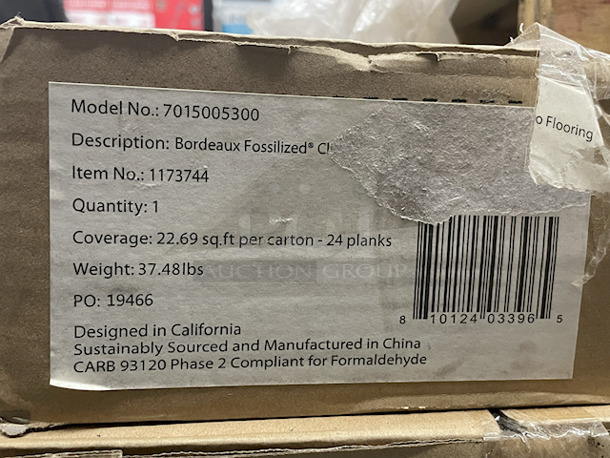 Model No.: 7015005300
Description: Bordeaux Fossilized®
o Flooring
Item No.: 1173744
Quantity: 1
Coverage: 22.69 sq.ft per carton - 24 planks
AUCTION GROUP
Weight: 37.48lbs
PO: 19466
8 10124 03396 5
Designed in California
Sustainably Sourced and Manufactured in China
CARB 93120 Phase 2 Compliant for Formaldehyde